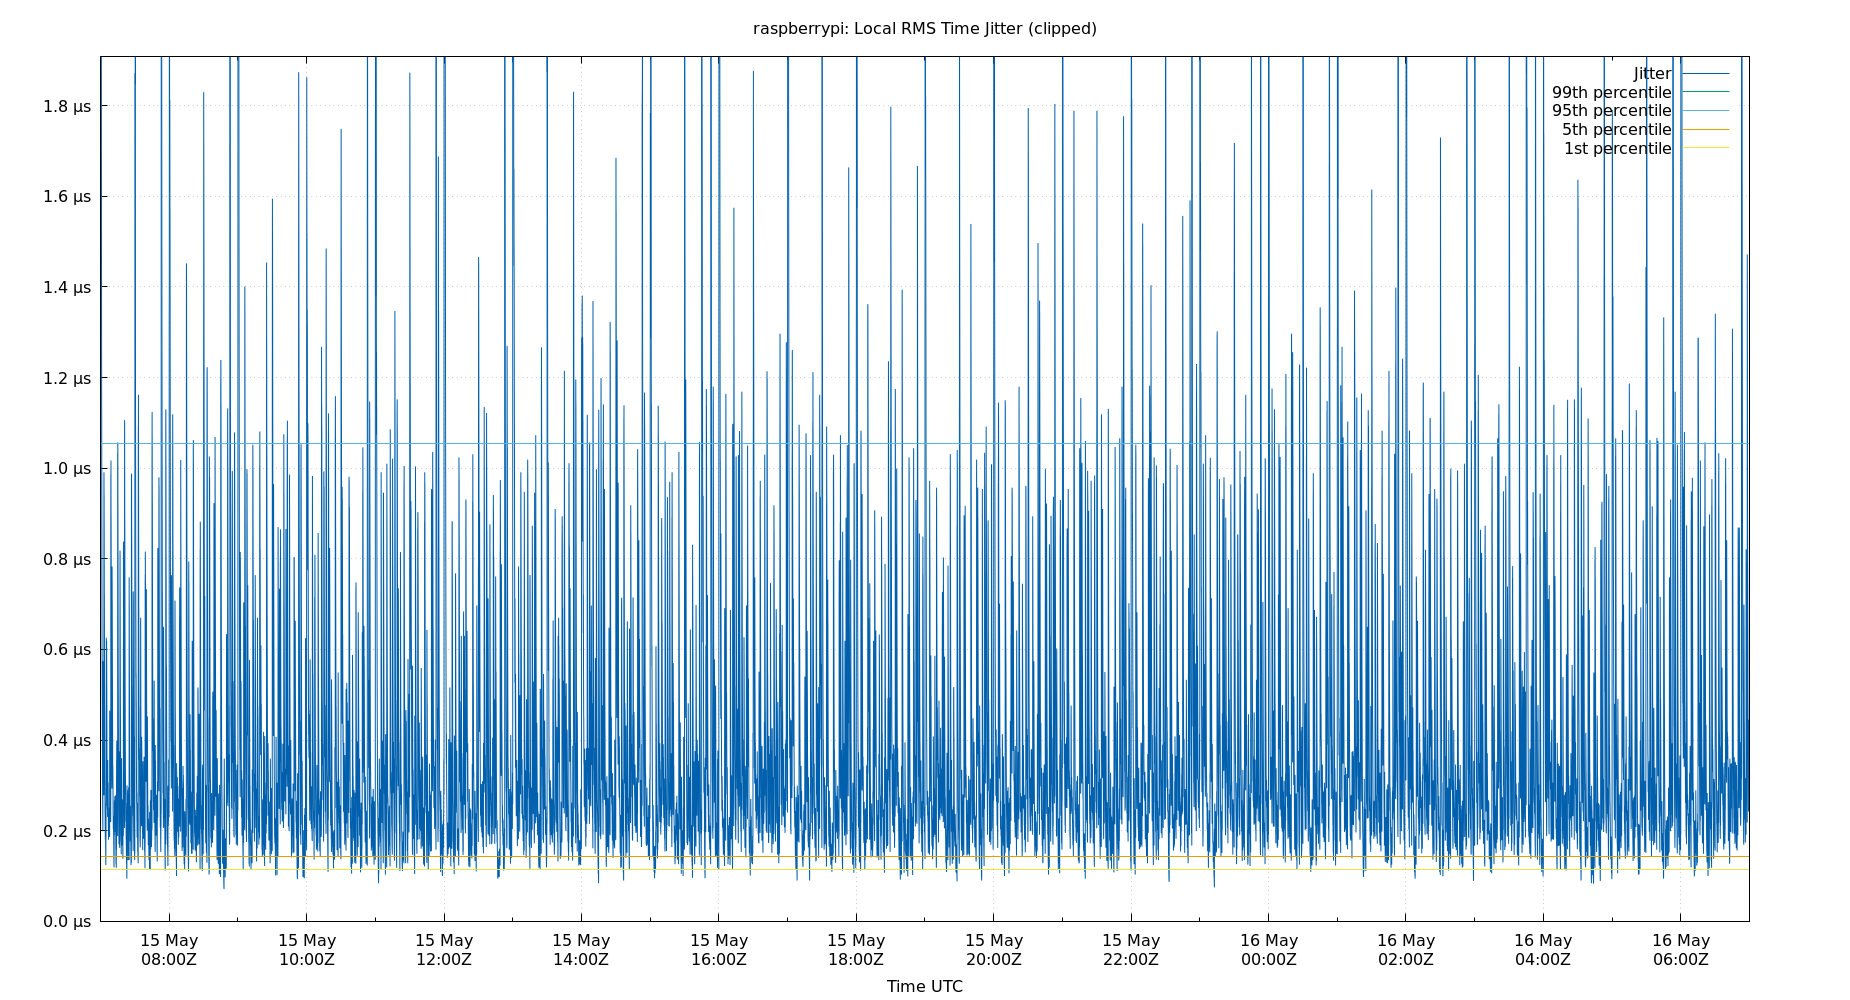 raspberrypi: Local RMS Time Jitter (clipped)
Jitter
99th percentile
95th percentile
5th percentile
1st percentile
1.8 µs
1.6 µs
1.4 µs
1.2 µs
1.0 µs
0.8 µs
0.6 µs
0.4 µs
0.2 µs
0.0 µs
15 May 15 May 15 May 15 May 15 May 15 May 15 May 15 May 16 May 16 May 16 May 16 May
08:00Z 10:00Z 12:00Z 14:00Z 16:00Z 18:00Z 20:00Z 22:00Z 00:00Z 02:00Z 04:00Z 06:00Z
Time UTC